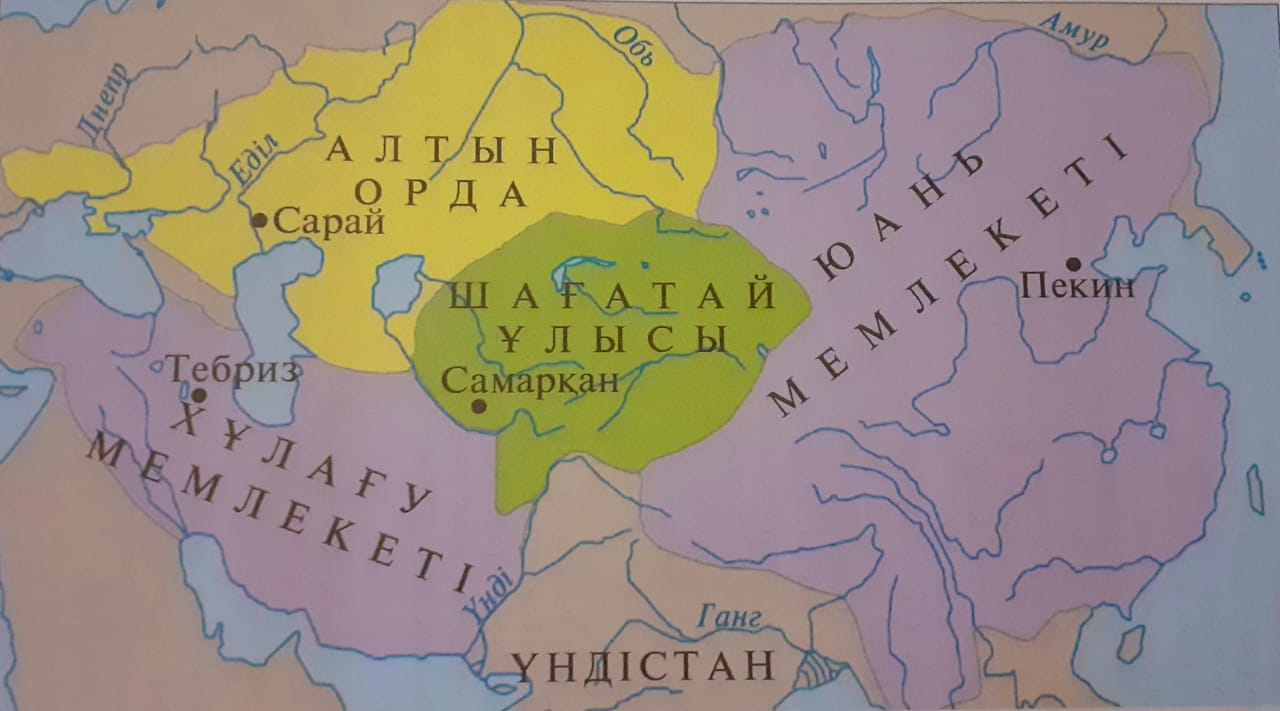 Днепр
Обь
Амур
Еділ
АЛТЫН
ОРДА
Сарай
ШАҒАТАЙ
ҰЛЫСЫ
Самарқан
ЮАНЬ
МЕМЛЕКЕТІ
Пекин
Тебриз
ХҰЛАҒУ
МЕМЛЕКЕТІ
Үнді
Ганг
ҮНДІСТАН